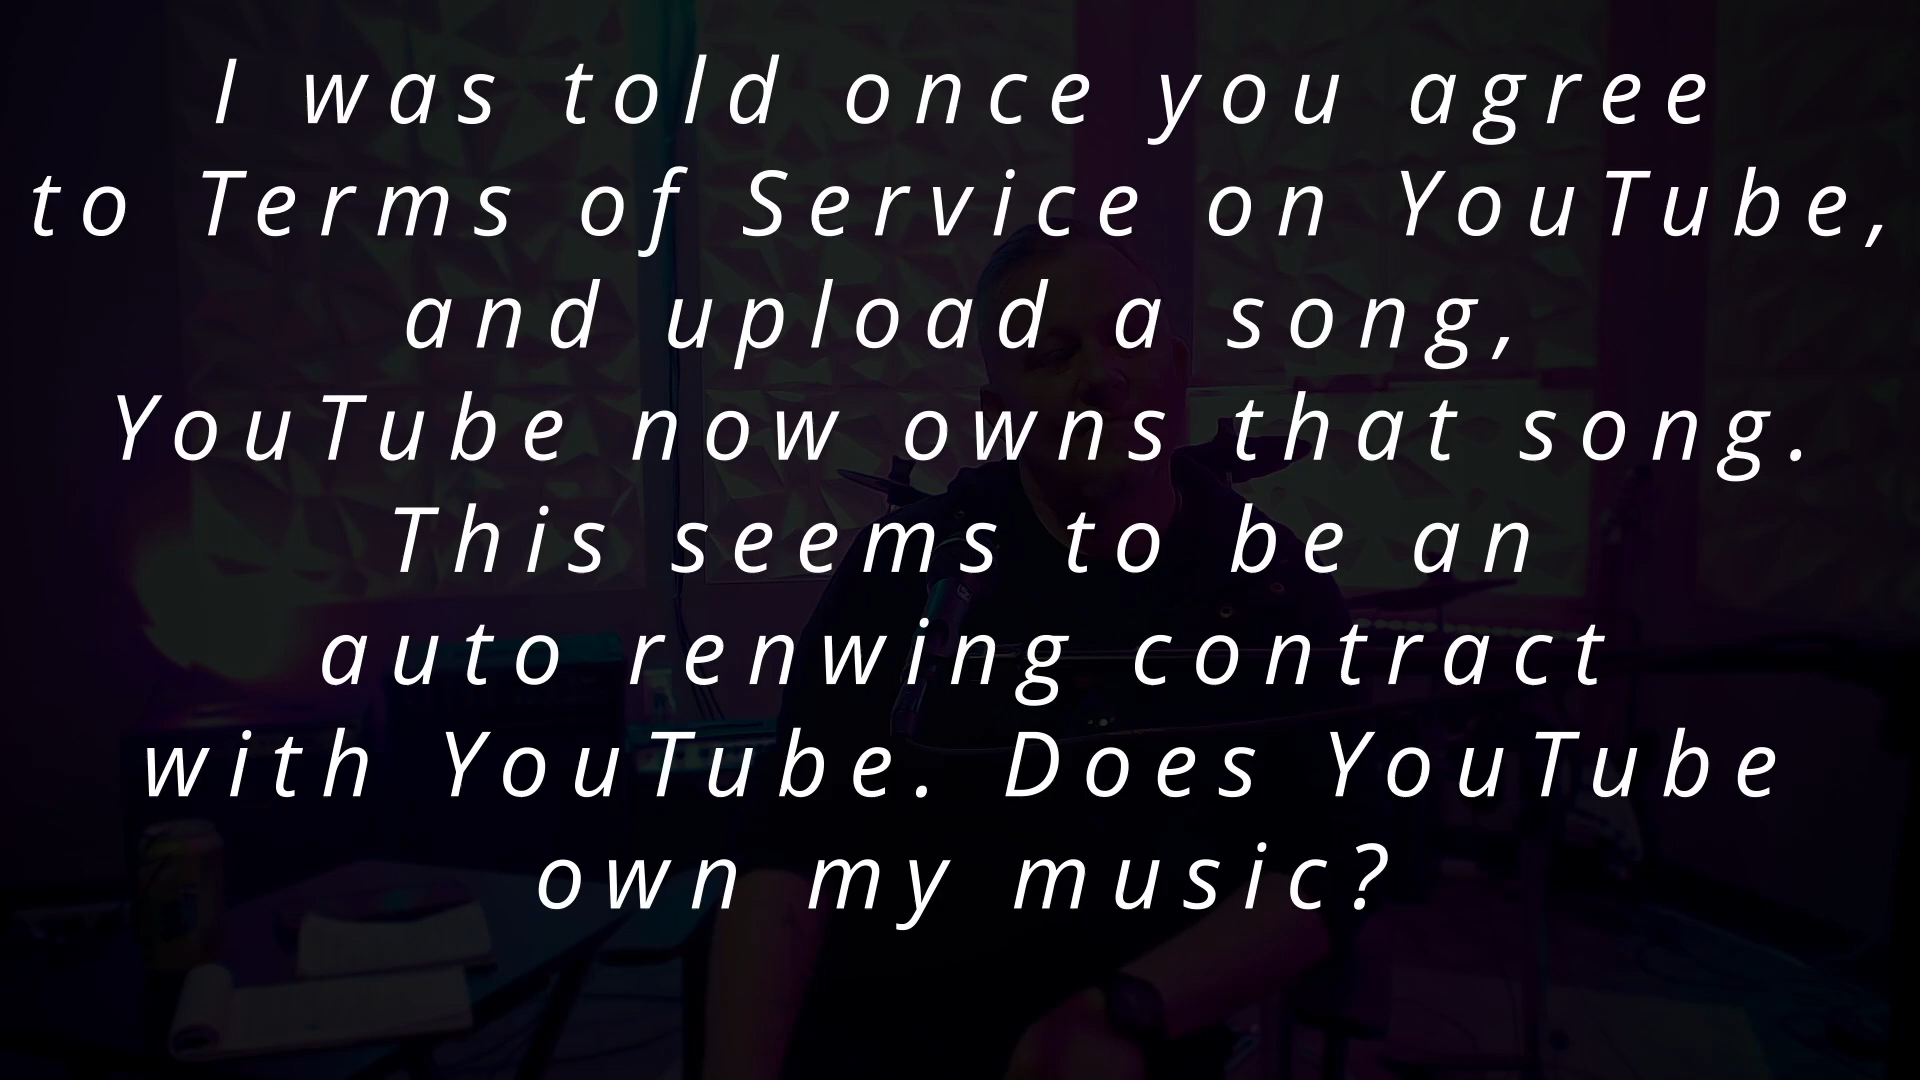 I was told once you agree
to Terms of Service on YouTube,
and upload a song,
YouTube now owns that song.
This seems to be an
auto renwing contract
with YouTube. Does YouTube
own my music?